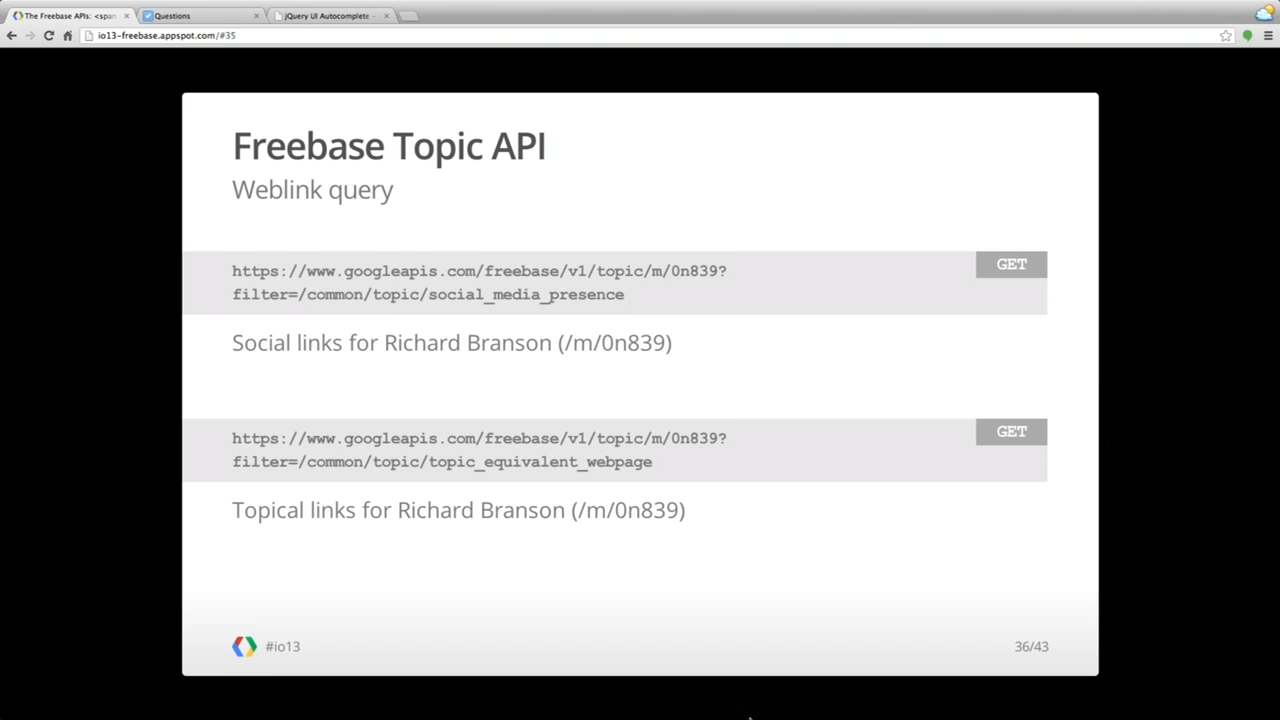 The Freebase APIs: <span
Questions
jQuery UI Autocomplete -
io13-freebase.appspot.com/#35
Freebase Topic API
Weblink query
https://www.googleapis.com/freebase/v1/topic/m/0n839?
GET
filter=/common/topic/social_media_presence
Social links for Richard Branson (/m/0n839)
https://www.googleapis.com/freebase/v1/topic/m/0n839?
GET
filter=/common/topic/topic_equivalent_webpage
Topical links for Richard Branson (/m/0n839)
#io13
36/43